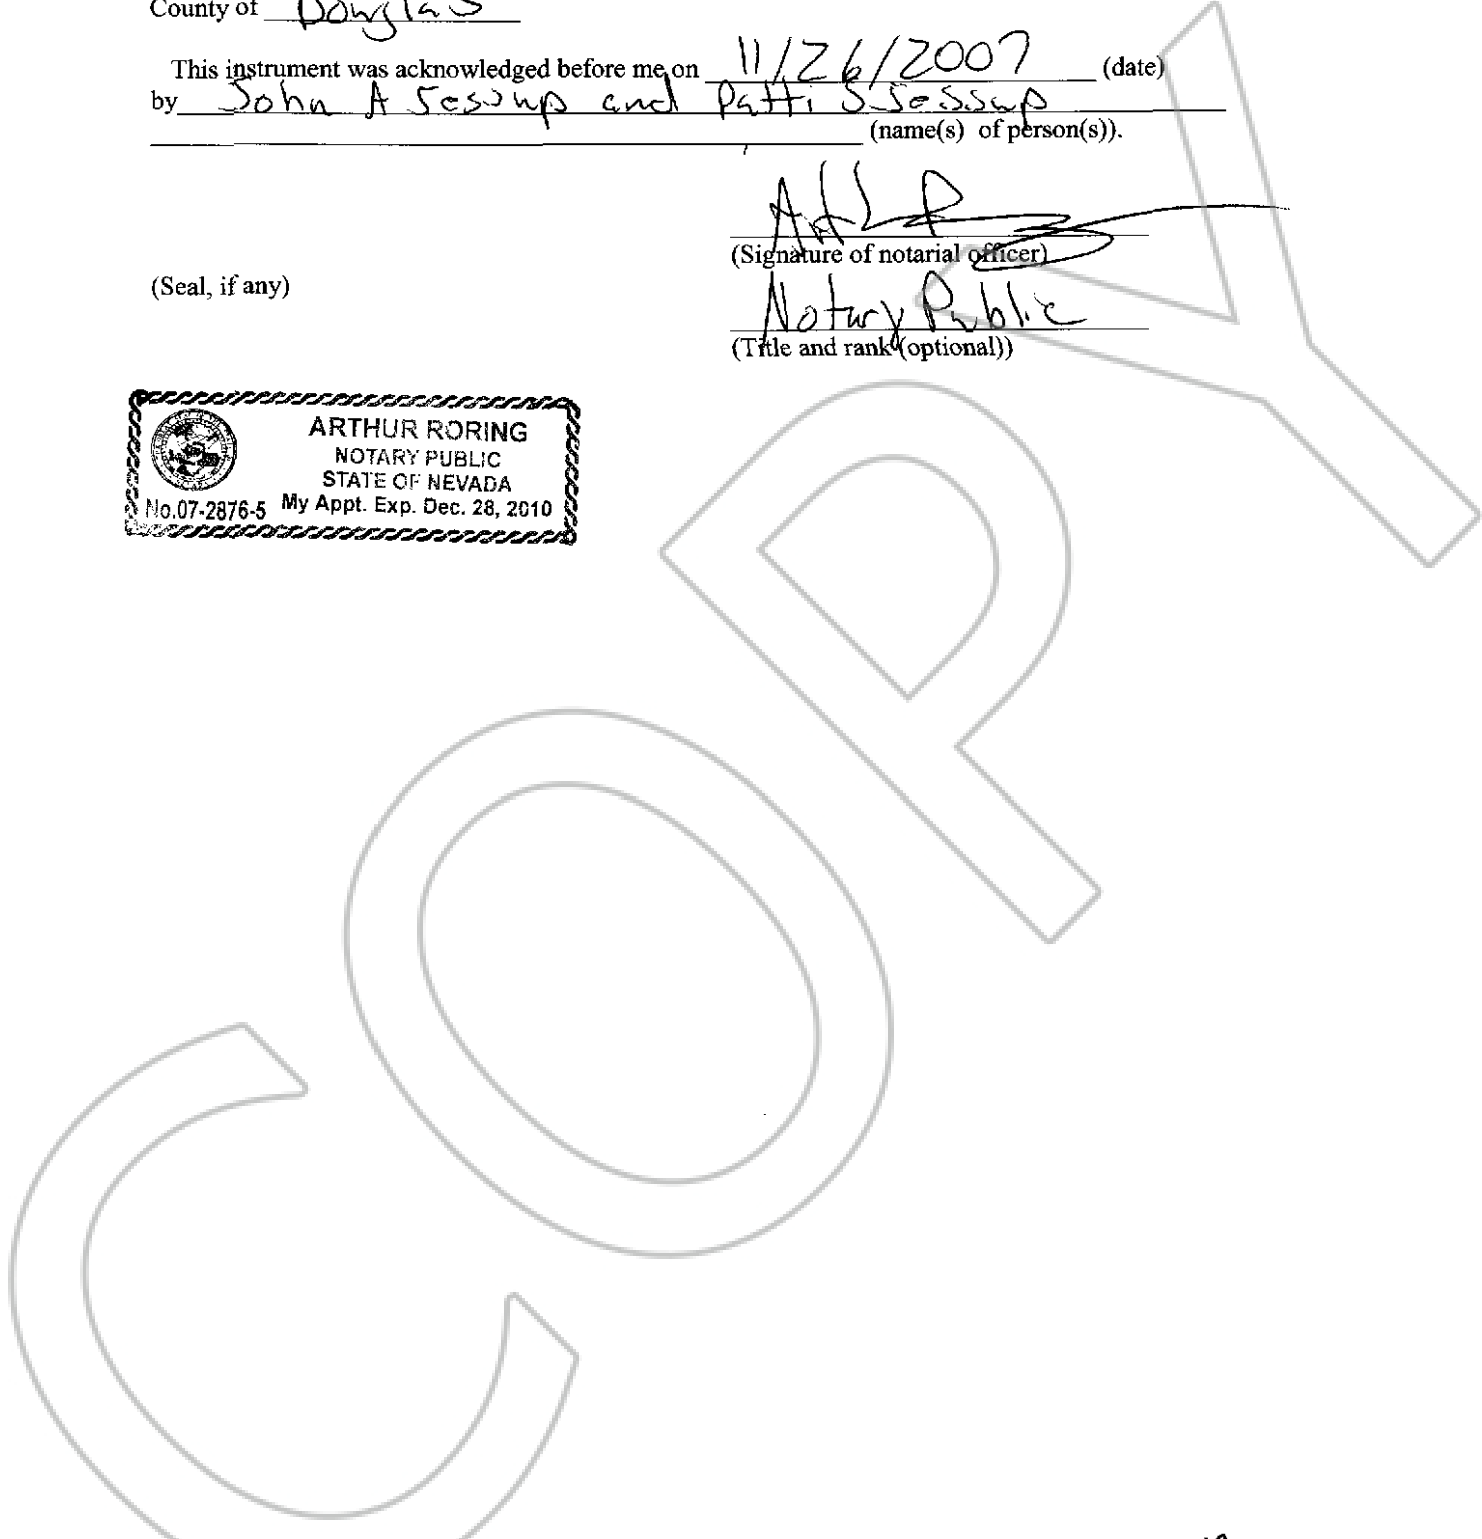 County of Douglas
This instrument was acknowledged before me on 11/26/2007 (date)
by John A Jessup and Patti S Jessup
(name(s) of person(s)).
(Signature of notarial officer)
(Seal, if any)
Notary Public
(Title and rank (optional))
ARTHUR RORING
NOTARY PUBLIC
STATE OF NEVADA
No.07-2876-5 My Appt. Exp. Dec. 28, 2010
COPY